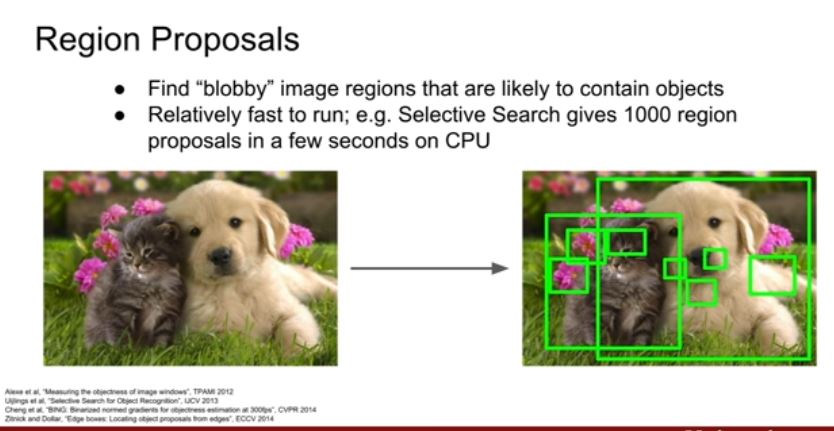 Region Proposals
● Find “blobby” image regions that are likely to contain objects
● Relatively fast to run; e.g. Selective Search gives 1000 region
proposals in a few seconds on CPU
Alexe et al, “Measuring the objectness of image windows”, TPAMI 2012
Uijlings et al, “Selective Search for Object Recognition”, IJCV 2013
Cheng et al, “BING: Binarized normed gradients for objectness estimation at 300fps”, CVPR 2014
Zitnick and Dollar, “Edge boxes: Locating object proposals from edges”, ECCV 2014